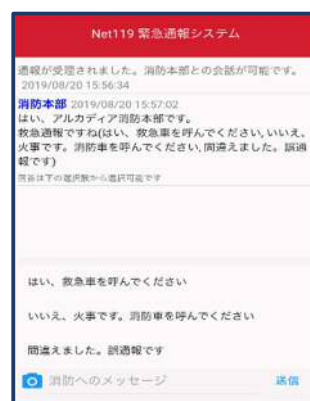 Net119 緊急通報システム
通報が受理されました。消防本部との会話が可能です。
2019/08/20 15:56:34
消防本部 2019/08/20 15:57:02
はい、アルカディア消防本部です。
救急通報ですね(はい、救急車を呼んでください,いいえ、
火事です。消防車を呼んでください,間違えました。誤通
報です)
回答は下の選択肢から選択可能です
はい、救急車を呼んでください
いいえ、火事です。消防車を呼んでください
間違えました。誤通報です
消防へのメッセージ
送信